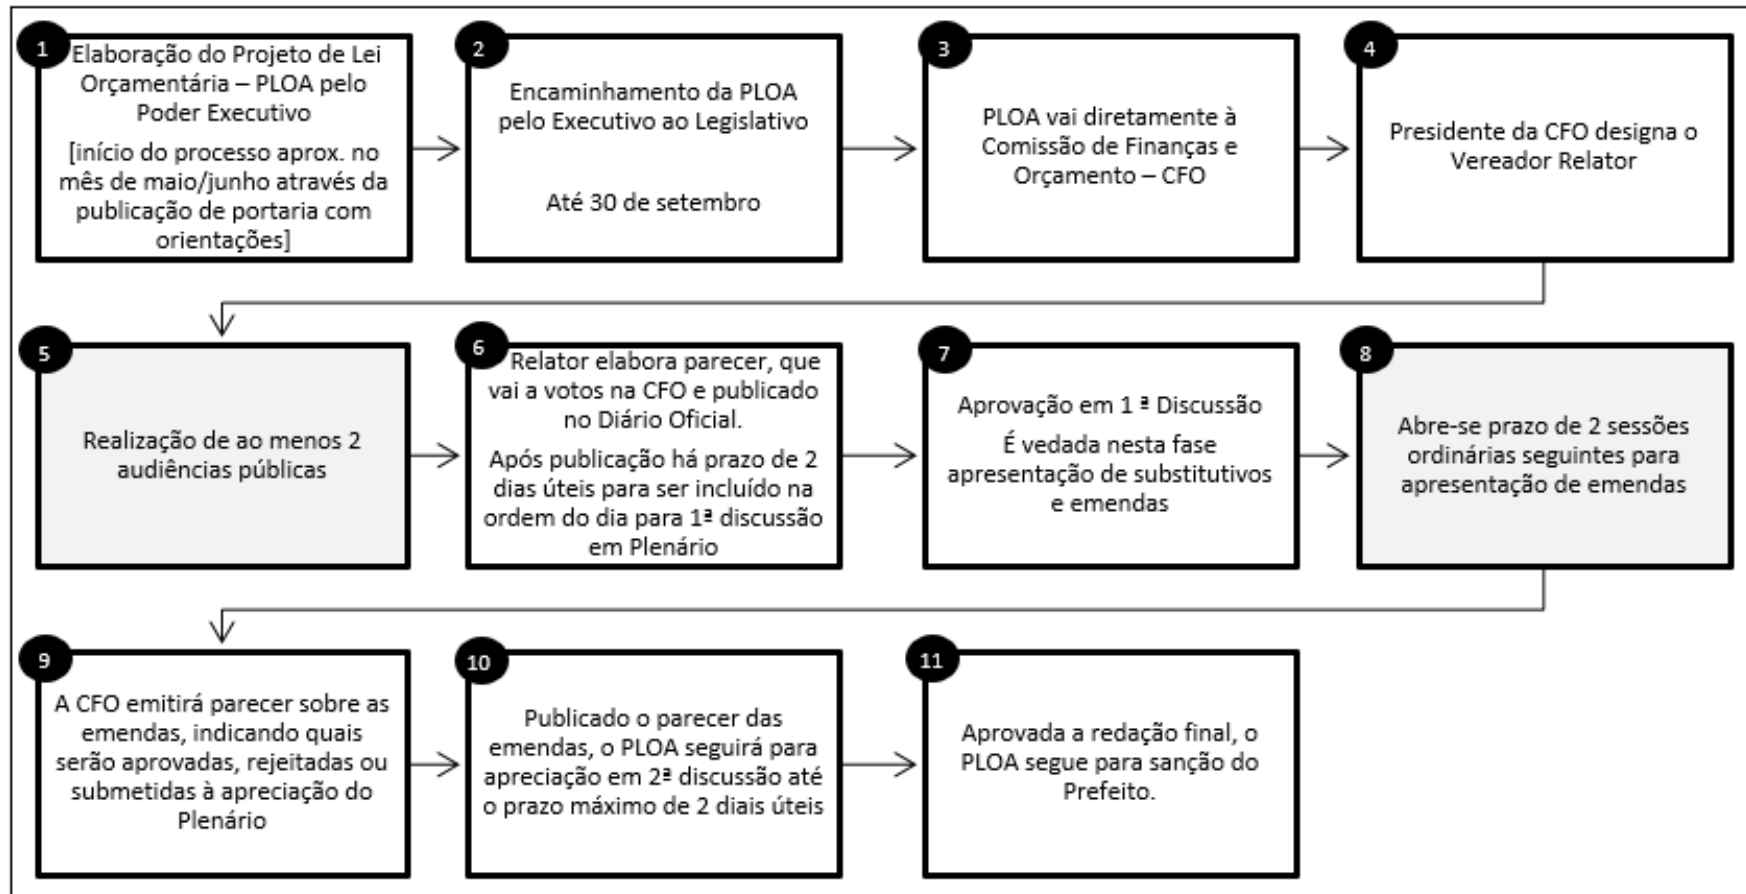 1
Elaboração do Projeto de Lei
Orçamentária – PLOA pelo
Poder Executivo
[início do processo aprox. no
mês de maio/junho através da
publicação de portaria com
orientações]
2
Encaminhamento da PLOA
pelo Executivo ao Legislativo
Até 30 de setembro
3
PLOA vai diretamente à
Comissão de Finanças e
Orçamento – CFO
4
Presidente da CFO designa o
Vereador Relator
5
Realização de ao menos 2
audiências públicas
6
Relator elabora parecer, que
vai a votos na CFO e publicado
no Diário Oficial.
Após publicação há prazo de 2
dias úteis para ser incluído na
ordem do dia para 1ª discussão
em Plenário
7
Aprovação em 1 ª Discussão
É vedada nesta fase
apresentação de substitutivos
e emendas
8
Abre-se prazo de 2 sessões
ordinárias seguintes para
apresentação de emendas
9
A CFO emitirá parecer sobre as
emendas, indicando quais
serão aprovadas, rejeitadas ou
submetidas à apreciação do
Plenário
10
Publicado o parecer das
emendas, o PLOA seguirá para
apreciação em 2ª discussão até
o prazo máximo de 2 diais úteis
11
Aprovada a redação final, o
PLOA segue para sanção do
Prefeito.